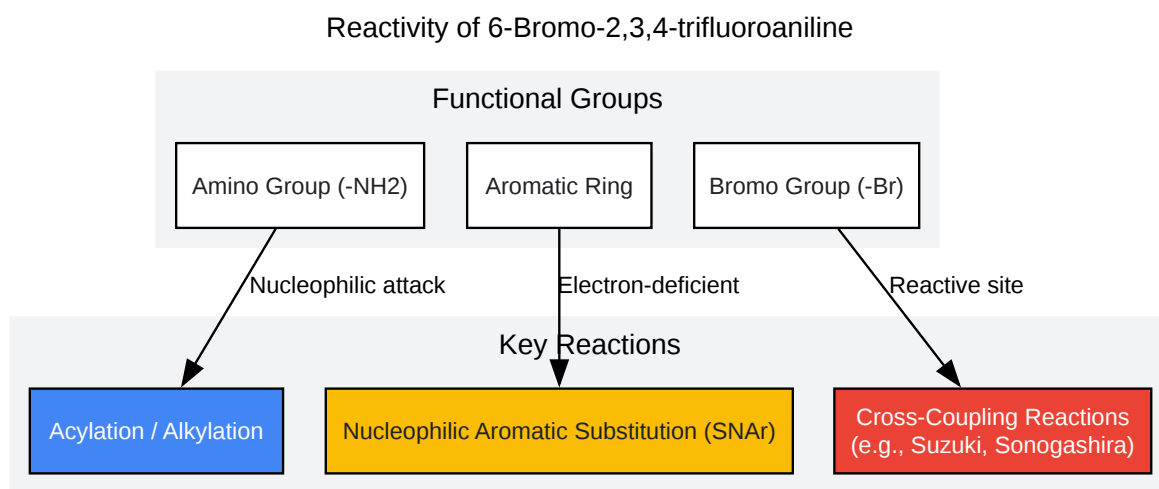 Reactivity of 6-Bromo-2,3,4-trifluoroaniline
Functional Groups
Amino Group (-NH2)
Aromatic Ring
Bromo Group (-Br)
Nucleophilic attack
Electron-deficient
Reactive site
Key Reactions
Acylation / Alkylation
Nucleophilic Aromatic Substitution (SNAr)
Cross-Coupling Reactions
(e.g., Suzuki, Sonogashira)